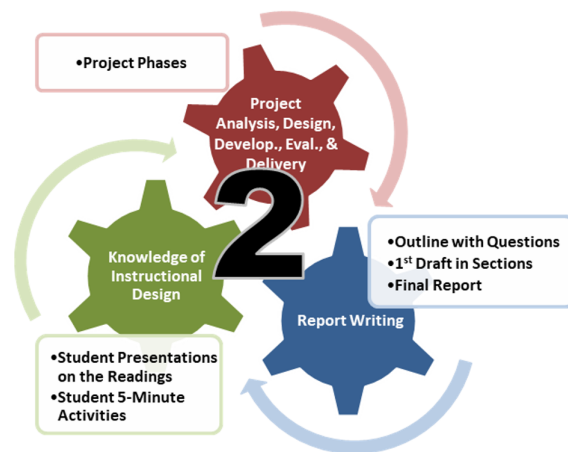 •Project Phases
Project
Analysis, Design,
Develop., Eval., &
Delivery
2
Knowledge of
Instructional
Design
•Outline with Questions
•1st Draft in Sections
•Final Report
Report Writing
•Student Presentations
on the Readings
•Student 5-Minute
Activities